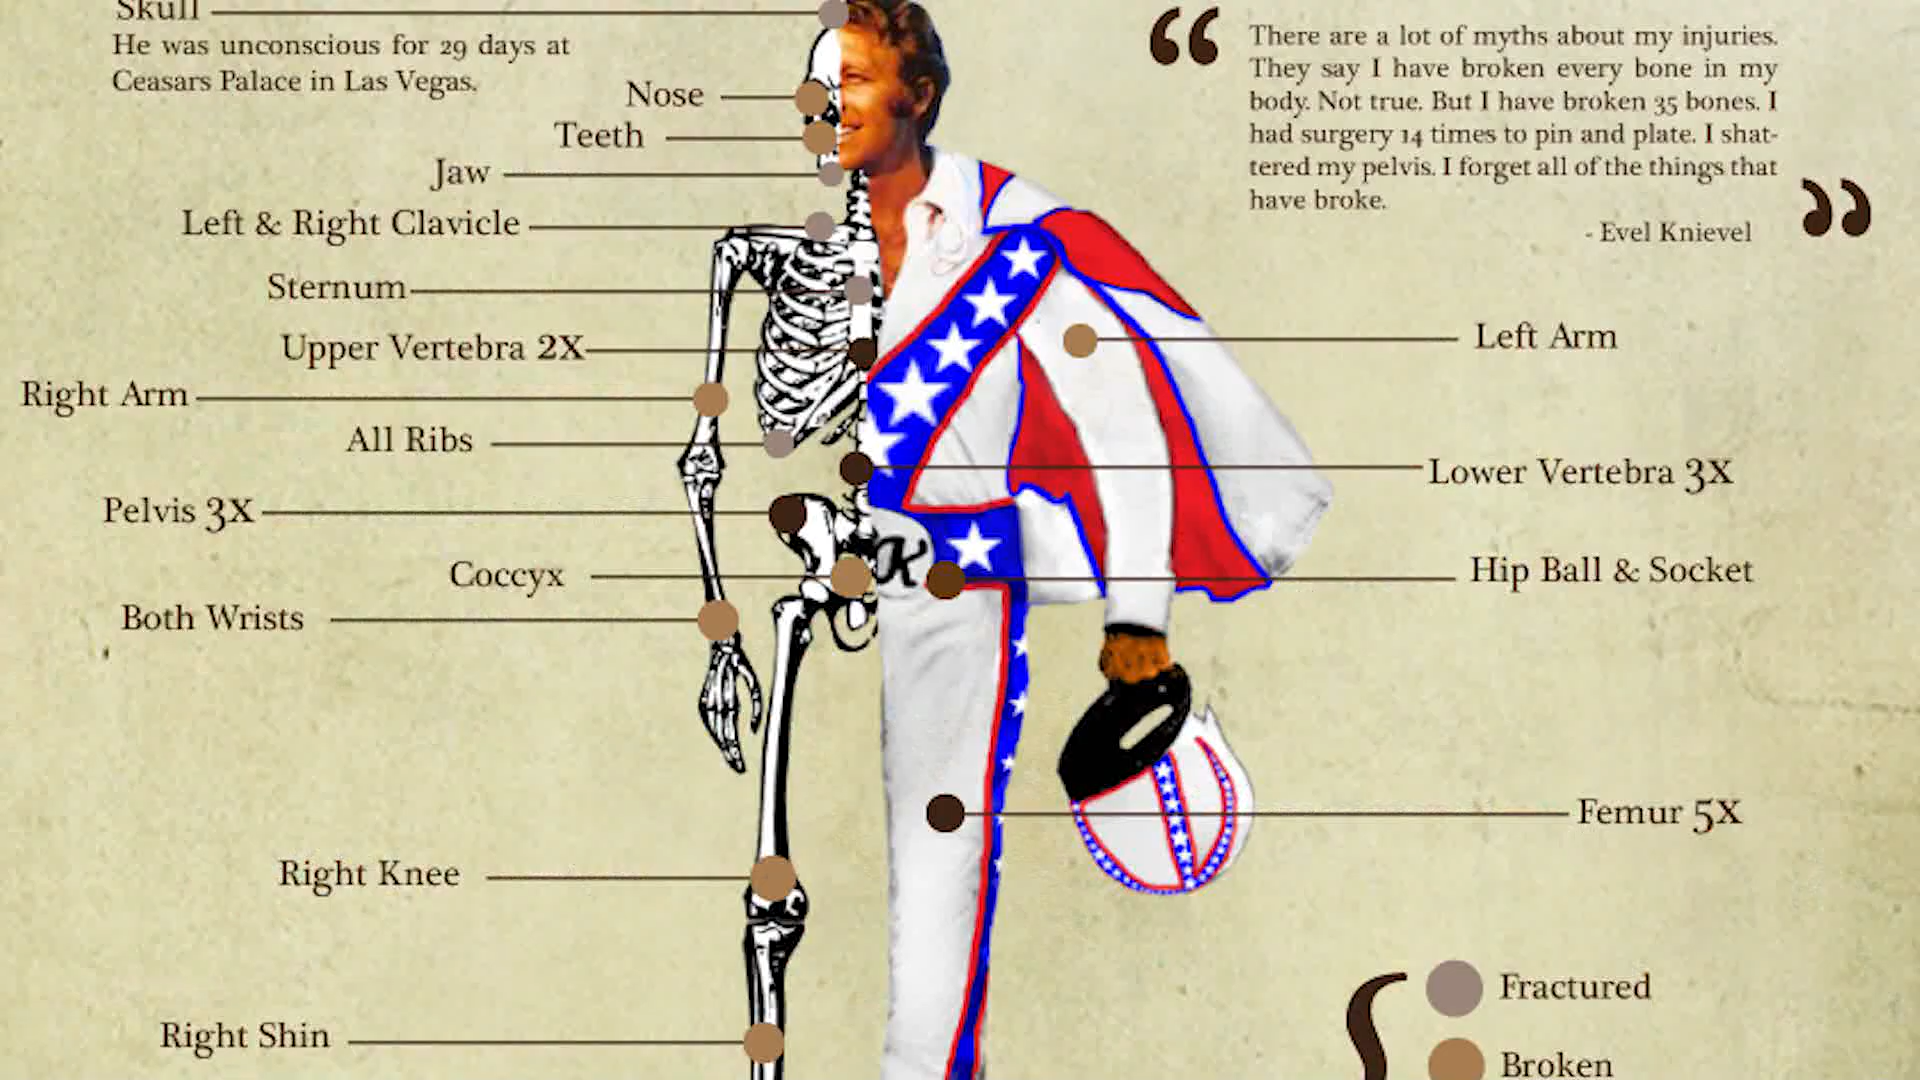 Skull
He was unconscious for 29 days at
Ceasars Palace in Las Vegas.
Nose
Teeth
Jaw
Left & Right Clavicle
Sternum
Upper Vertebra 2X
Right Arm
All Ribs
Pelvis 3X
Coccyx
Both Wrists
Right Knee
Right Shin
“ There are a lot of myths about my injuries.
They say I have broken every bone in my
body. Not true. But I have broken 35 bones. I
had surgery 14 times to pin and plate. I shat-
tered my pelvis. I forget all of the things that
have broke. ”
- Evel Knievel
Left Arm
Lower Vertebra 3X
K
Hip Ball & Socket
Femur 5X
Fractured
Broken